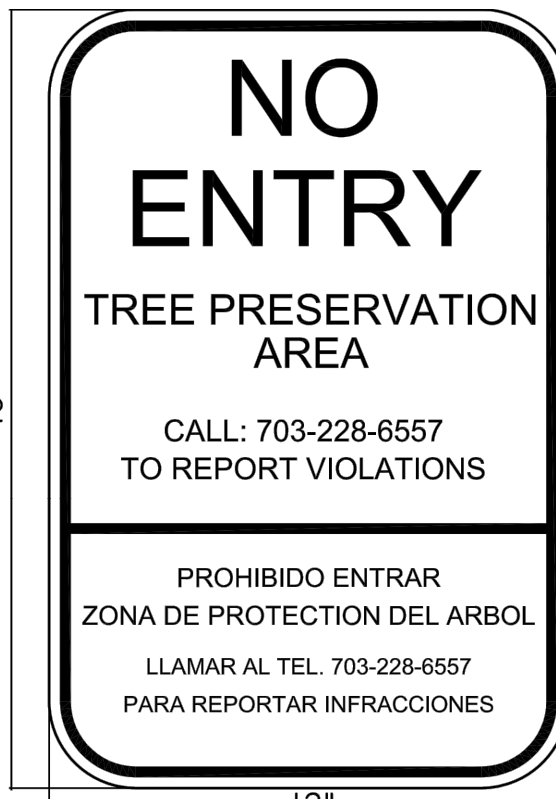 NO
ENTRY
TREE PRESERVATION
AREA
CALL: 703-228-6557
TO REPORT VIOLATIONS
PROHIBIDO ENTRAR
ZONA DE PROTECTION DEL ARBOL
LLAMAR AL TEL. 703-228-6557
PARA REPORTAR INFRACCIONES